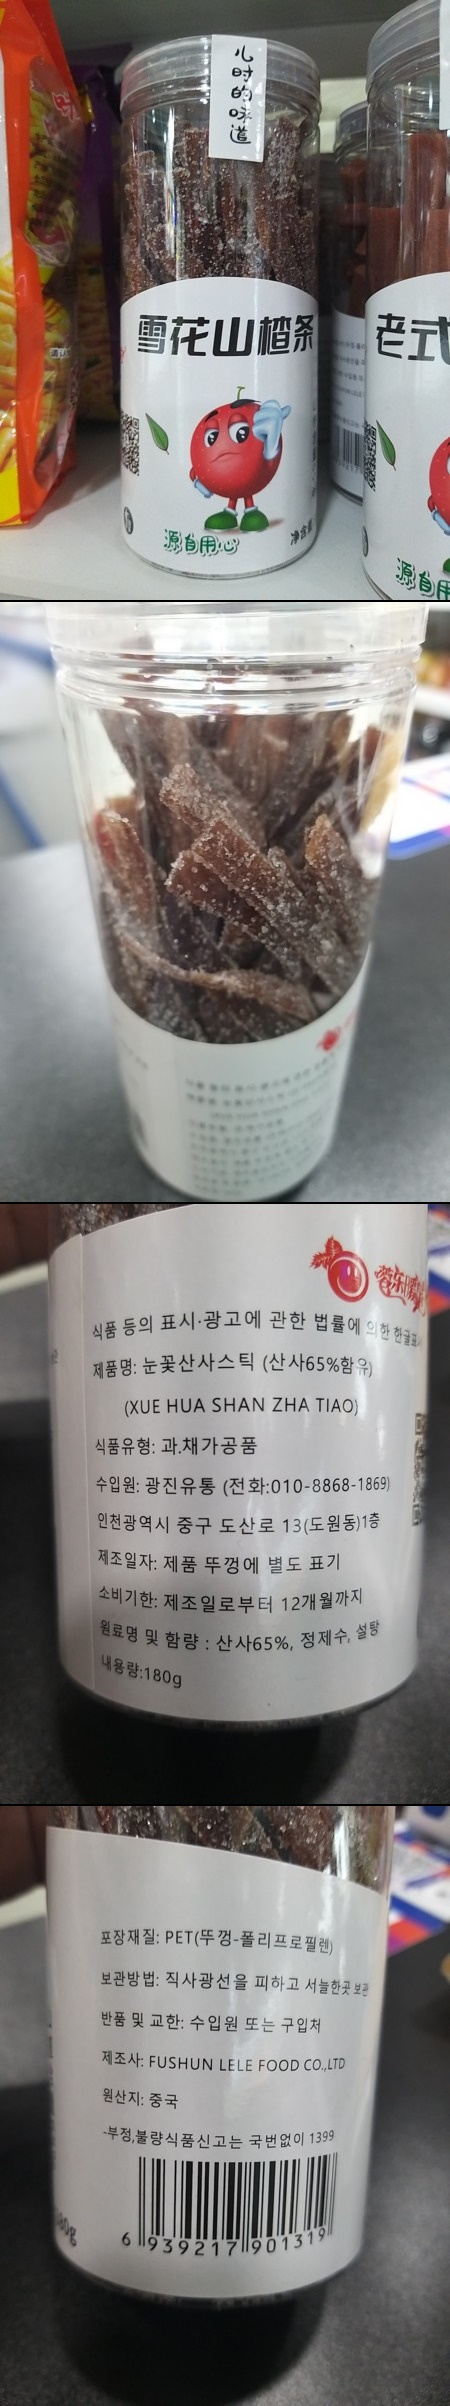 儿时的味道
雪花山楂条
源自用心
净含量
老式
源自用
식품 등의 표시·광고에 관한 법률에 의한 한글표시
제품명: 눈꽃산사스틱 (산사65%함유)
(XUE HUA SHAN ZHA TIAO)
식품유형: 과.채가공품
수입원: 광진유통 (전화:010-8868-1869)
인천광역시 중구 도산로 13(도원동)1층
제조일자: 제품 뚜껑에 별도 표기
소비기한: 제조일로부터 12개월까지
원료명 및 함량 : 산사65%, 정제수, 설탕
내용량:180g
포장재질: PET(뚜껑-폴리프로필렌)
보관방법: 직사광선을 피하고 서늘한곳 보관
반품 및 교환: 수입원 또는 구입처
제조사: FUSHUN LELE FOOD CO.,LTD
원산지: 중국
-부정,불량식품신고는 국번없이 1399
80g
6 939217 901319